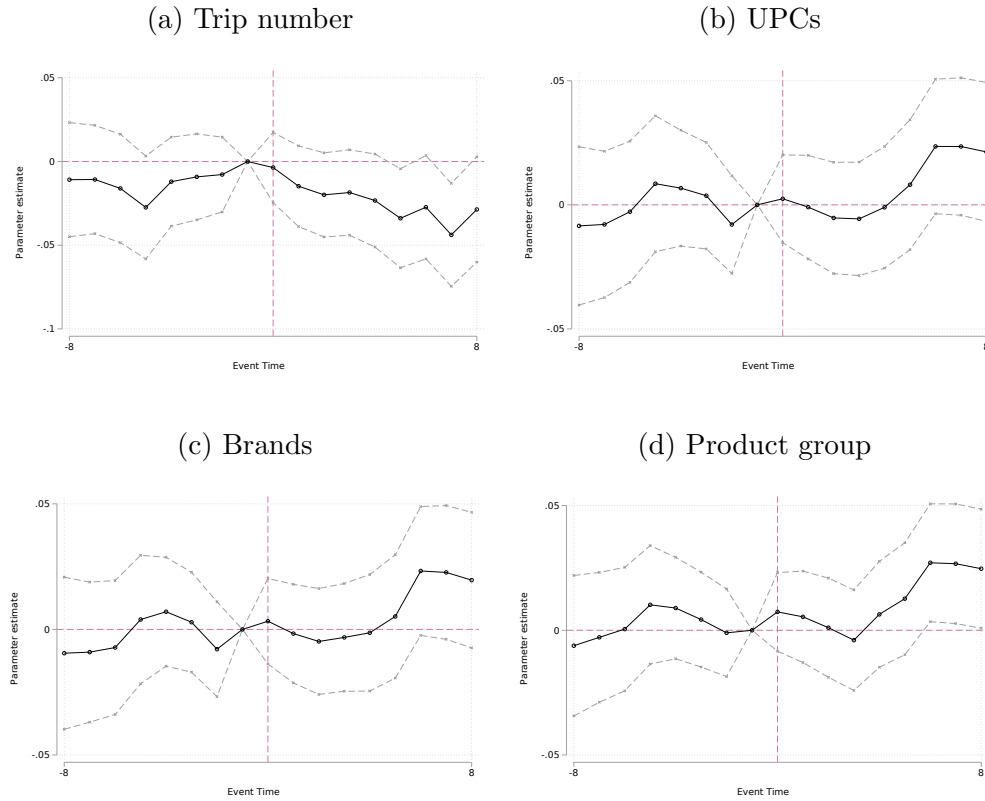 (a) Trip number
.05
0
-.05
-.1
Parameter estimate
-8
8
Event Time
(b) UPCs
.05
0
-.05
Parameter estimate
-8
8
Event Time
(c) Brands
.05
0
-.05
Parameter estimate
-8
8
Event Time
(d) Product group
.05
0
-.05
Parameter estimate
-8
8
Event Time